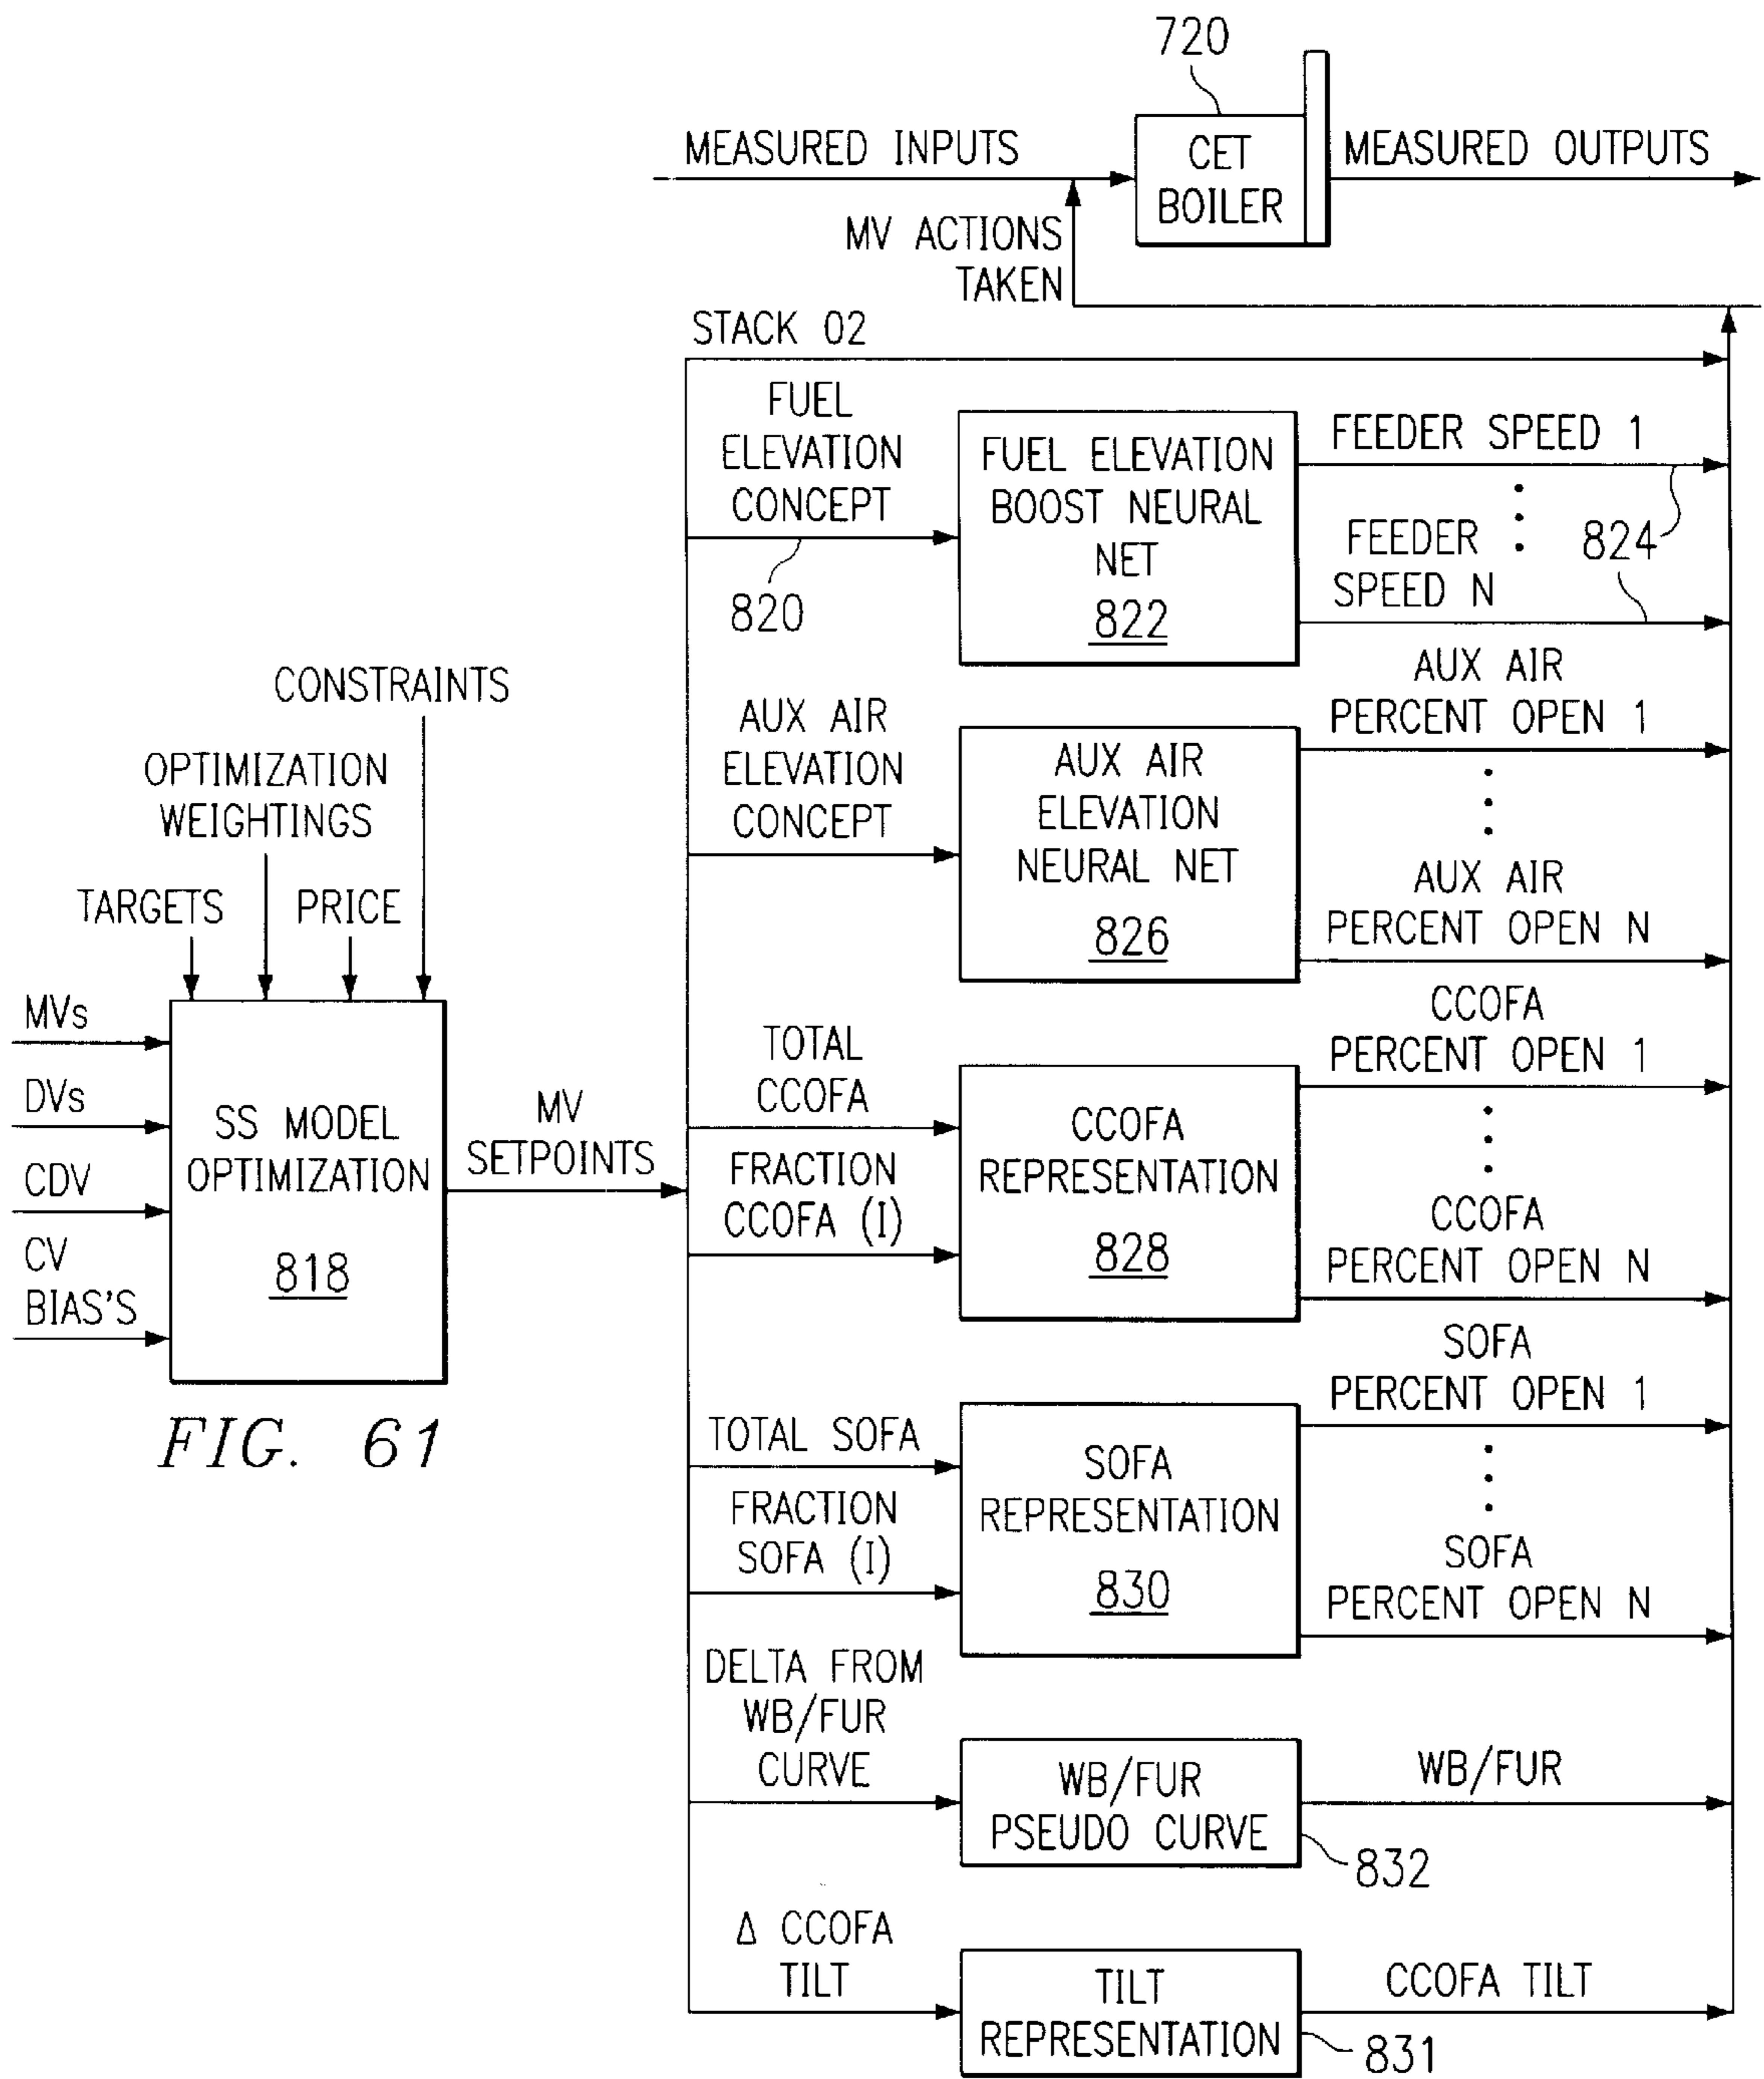 720
MEASURED INPUTS
CET
BOILER
MEASURED OUTPUTS
MV ACTIONS
TAKEN
STACK O2
FUEL
ELEVATION
CONCEPT
820
FUEL ELEVATION
BOOST NEURAL
NET
822
FEEDER SPEED 1
FEEDER
SPEED N
824
AUX AIR
ELEVATION
CONCEPT
AUX AIR
ELEVATION
NEURAL NET
826
AUX AIR
PERCENT OPEN 1
AUX AIR
PERCENT OPEN N
CONSTRAINTS
OPTIMIZATION
WEIGHTINGS
TARGETS
PRICE
MVs
DVs
CDV
CV
BIAS'S
SS MODEL
OPTIMIZATION
818
MV
SETPOINTS
TOTAL
CCOFA
FRACTION
CCOFA (I)
CCOFA
REPRESENTATION
828
CCOFA
PERCENT OPEN 1
CCOFA
PERCENT OPEN N
FIG. 61
TOTAL SOFA
FRACTION
SOFA (I)
SOFA
REPRESENTATION
830
SOFA
PERCENT OPEN 1
SOFA
PERCENT OPEN N
DELTA FROM
WB/FUR
CURVE
WB/FUR
PSEUDO CURVE
WB/FUR
832
Δ CCOFA
TILT
TILT
REPRESENTATION
CCOFA TILT
831